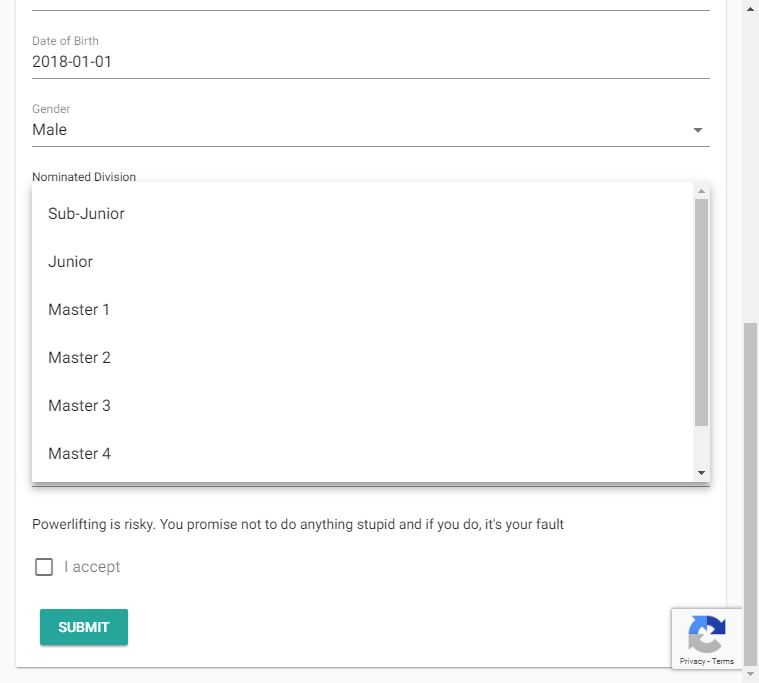 Date of Birth
2018-01-01
Gender
Male
Nominated Division
Sub-Junior
Junior
Master 1
Master 2
Master 3
Master 4
Powerlifting is risky. You promise not to do anything stupid and if you do, it's your fault
I accept
SUBMIT
Privacy - Terms